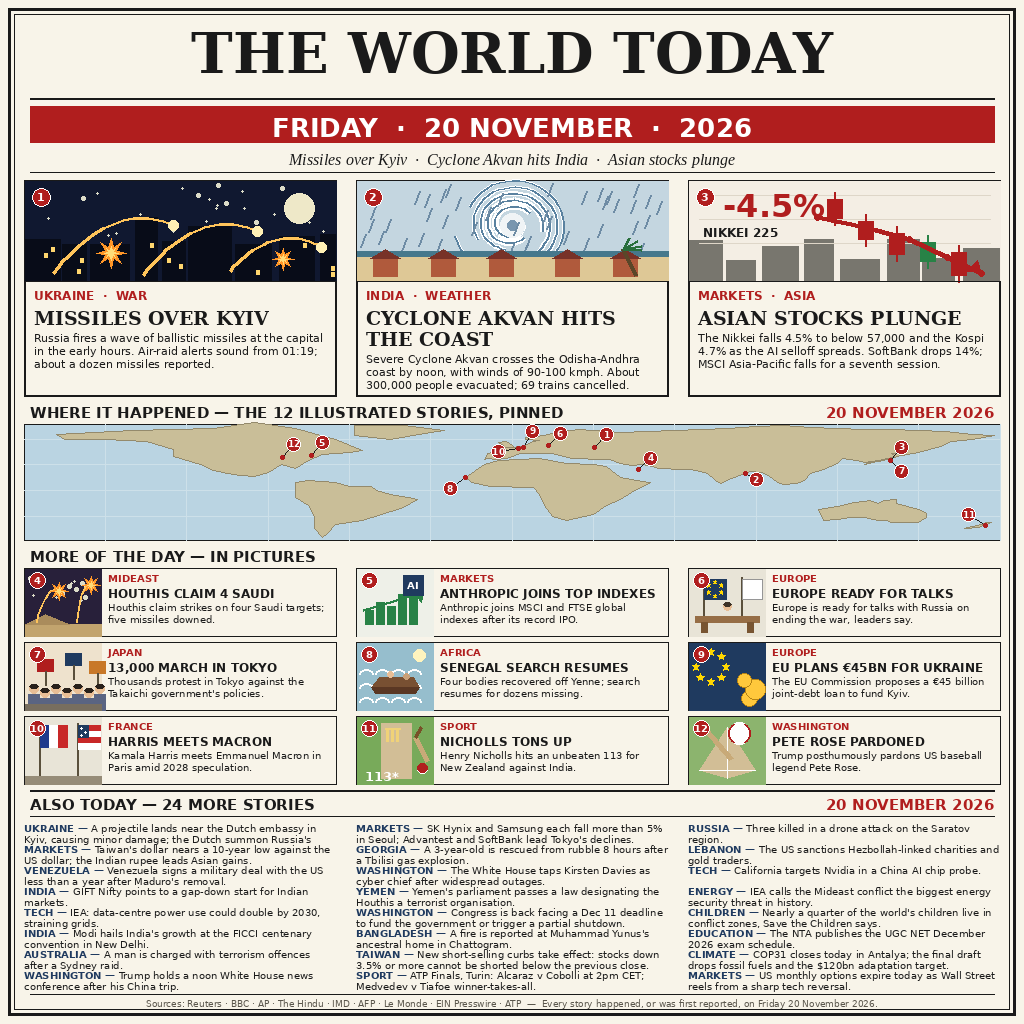 THE WORLD TODAY
FRIDAY · 20 NOVEMBER · 2026
Missiles over Kyiv · Cyclone Akvan hits India · Asian stocks plunge
1
UKRAINE · WAR
MISSILES OVER KYIV
Russia fires a wave of ballistic missiles at the capital
in the early hours. Air-raid alerts sound from 01:19;
about a dozen missiles reported.
2
INDIA · WEATHER
CYCLONE AKVAN HITS
THE COAST
Severe Cyclone Akvan crosses the Odisha-Andhra
coast by noon, with winds of 90-100 kmph. About
300,000 people evacuated; 69 trains cancelled.
3
-4.5%
NIKKEI 225
MARKETS · ASIA
ASIAN STOCKS PLUNGE
The Nikkei falls 4.5% to below 57,000 and the Kospi
4.7% as the AI selloff spreads. SoftBank drops 14%;
MSCI Asia-Pacific falls for a seventh session.
WHERE IT HAPPENED — THE 12 ILLUSTRATED STORIES, PINNED
20 NOVEMBER 2026
12
5
10
9
6
1
4
8
2
3
7
11
MORE OF THE DAY — IN PICTURES
4
MIDEAST
HOUTHIS CLAIM 4 SAUDI
Houthis claim strikes on four Saudi targets;
five missiles downed.
5
AI
MARKETS
ANTHROPIC JOINS TOP INDEXES
Anthropic joins MSCI and FTSE global
indexes after its record IPO.
6
EUROPE
EUROPE READY FOR TALKS
Europe is ready for talks with Russia on
ending the war, leaders say.
7
JAPAN
13,000 MARCH IN TOKYO
Thousands protest in Tokyo against the
Takaichi government's policies.
8
AFRICA
SENEGAL SEARCH RESUMES
Four bodies recovered off Yenne; search
resumes for dozens missing.
9
EUROPE
EU PLANS €45BN FOR UKRAINE
The EU Commission proposes a €45 billion
joint-debt loan to fund Kyiv.
10
FRANCE
HARRIS MEETS MACRON
Kamala Harris meets Emmanuel Macron in
Paris amid 2028 speculation.
11
113*
SPORT
NICHOLLS TONS UP
Henry Nicholls hits an unbeaten 113 for
New Zealand against India.
12
WASHINGTON
PETE ROSE PARDONED
Trump posthumously pardons US baseball
legend Pete Rose.
ALSO TODAY — 24 MORE STORIES
20 NOVEMBER 2026
UKRAINE — A projectile lands near the Dutch embassy in
Kyiv, causing minor damage; the Dutch summon Russia's
MARKETS — Taiwan's dollar nears a 10-year low against the
US dollar; the Indian rupee leads Asian gains.
VENEZUELA — Venezuela signs a military deal with the US
less than a year after Maduro's removal.
INDIA — GIFT Nifty points to a gap-down start for Indian
markets.
TECH — IEA: data-centre power use could double by 2030,
straining grids.
INDIA — Modi hails India's growth at the FICCI centenary
convention in New Delhi.
AUSTRALIA — A man is charged with terrorism offences
after a Sydney raid.
WASHINGTON — Trump holds a noon White House news
conference after his China trip.
MARKETS — SK Hynix and Samsung each fall more than 5%
in Seoul; Advantest and SoftBank lead Tokyo's declines.
GEORGIA — A 3-year-old is rescued from rubble 8 hours after
a Tbilisi gas explosion.
WASHINGTON — The White House taps Kirsten Davies as
cyber chief after widespread outages.
YEMEN — Yemen's parliament passes a law designating the
Houthis a terrorist organisation.
WASHINGTON — Congress is back facing a Dec 11 deadline
to fund the government or trigger a partial shutdown.
BANGLADESH — A fire is reported at Muhammad Yunus's
ancestral home in Chattogram.
TAIWAN — New short-selling curbs take effect: stocks down
3.5% or more cannot be shorted below the previous close.
SPORT — ATP Finals, Turin: Alcaraz v Cobolli at 2pm CET;
Medvedev v Tiafoe winner-takes-all.
RUSSIA — Three killed in a drone attack on the Saratov
region.
LEBANON — The US sanctions Hezbollah-linked charities and
gold traders.
TECH — California targets Nvidia in a China AI chip probe.
ENERGY — IEA calls the Mideast conflict the biggest energy
security threat in history.
CHILDREN — Nearly a quarter of the world's children live in
conflict zones, Save the Children says.
EDUCATION — The NTA publishes the UGC NET December
2026 exam schedule.
CLIMATE — COP31 closes today in Antalya; the final draft
drops fossil fuels and the $120bn adaptation target.
MARKETS — US monthly options expire today as Wall Street
reels from a sharp tech reversal.
Sources: Reuters · BBC · AP · The Hindu · IMD · AFP · Le Monde · EIN Presswire · ATP — Every story happened, or was first reported, on Friday 20 November 2026.